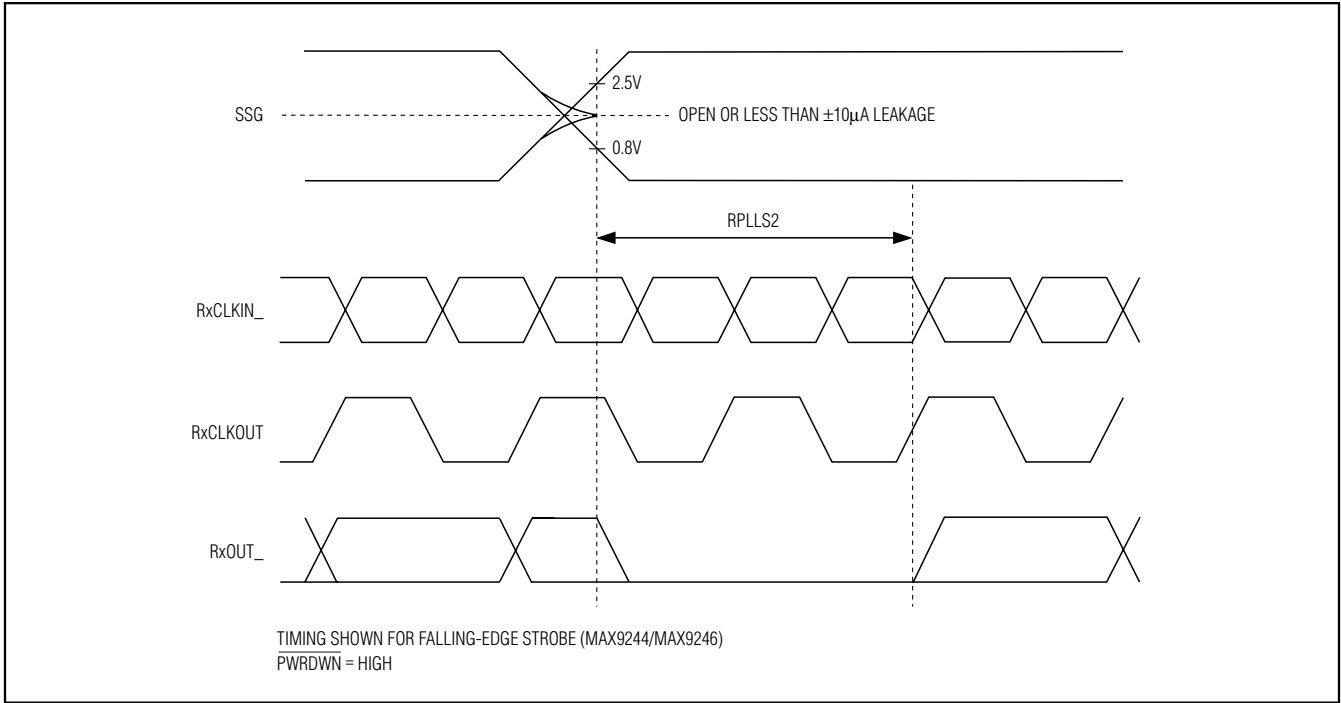 2.5V
SSG
OPEN OR LESS THAN ±10µA LEAKAGE
0.8V
RPLLS2
RxCLKIN_
RxCLKOUT
RxOUT_
TIMING SHOWN FOR FALLING-EDGE STROBE (MAX9244/MAX9246)
PWRDWN = HIGH